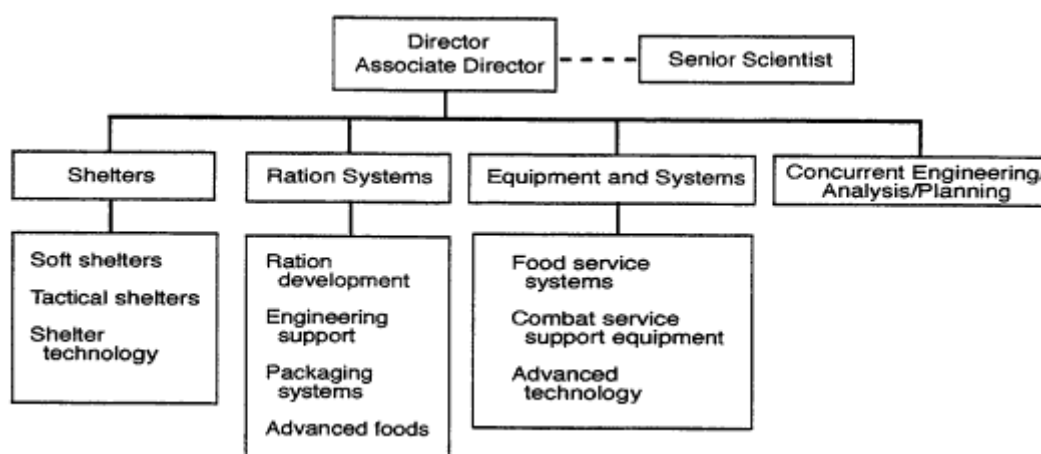 Director
Associate Director
Senior Scientist
Shelters
Ration Systems
Equipment and Systems
Concurrent Engineering/
Analysis/Planning
Soft shelters
Tactical shelters
Shelter
technology
Ration
development
Engineering
support
Packaging
systems
Advanced foods
Food service
systems
Combat service
support equipment
Advanced
technology